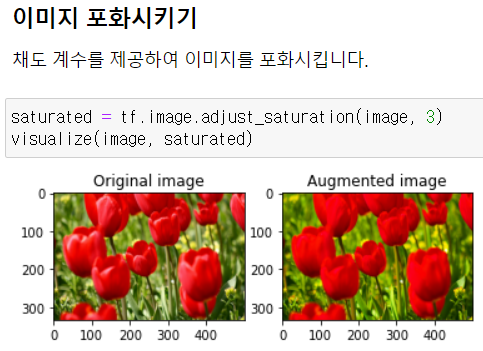 이미지 포화시키기
채도 계수를 제공하여 이미지를 포화시킵니다.
saturated = tf.image.adjust_saturation(image, 3)
visualize(image, saturated)
Original image
Augmented image
0
100
200
300
0 100 200 300 400
0
100
200
300
0 100 200 300 400